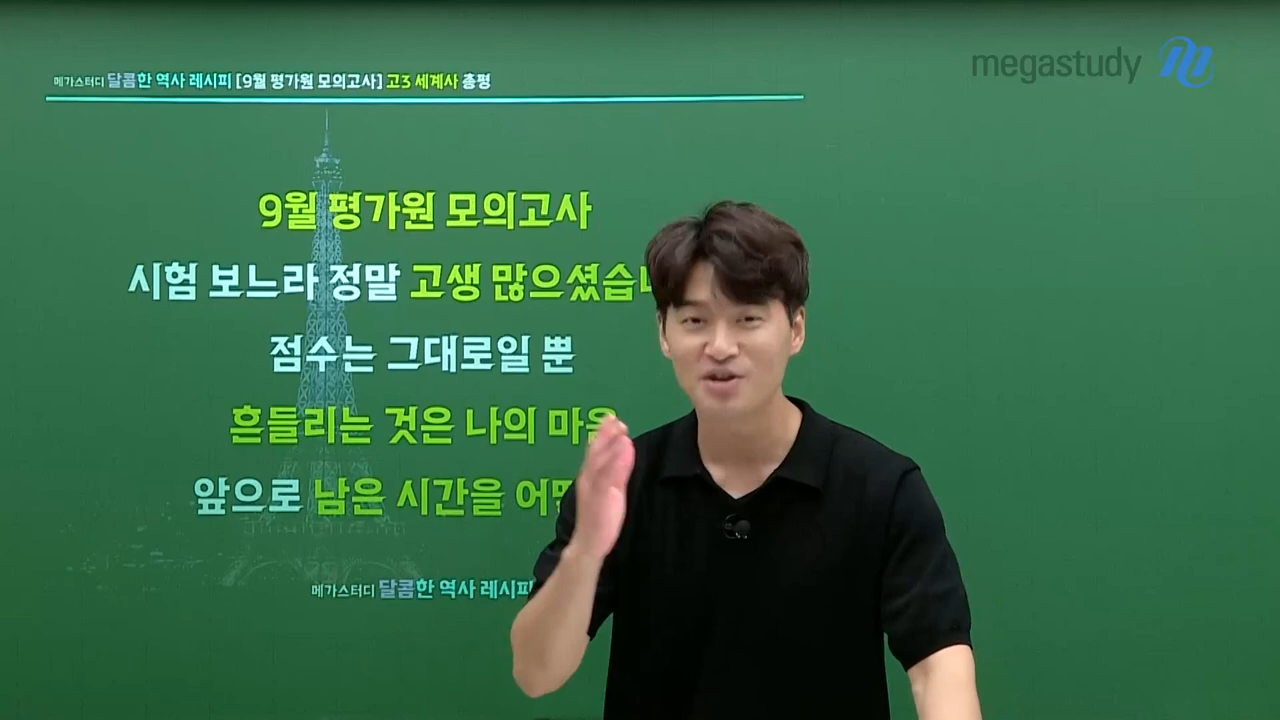 메가스터디 달콤한 역사 레시피 [9월 평가원 모의고사] 고3 세계사 총평
megastudy
9월 평가원 모의고사
시험 보느라 정말 고생 많으셨습
점수는 그대로일 뿐
흔들리는 것은 나의 마음
앞으로 남은 시간을
메가스터디 달콤한 역사 레시피